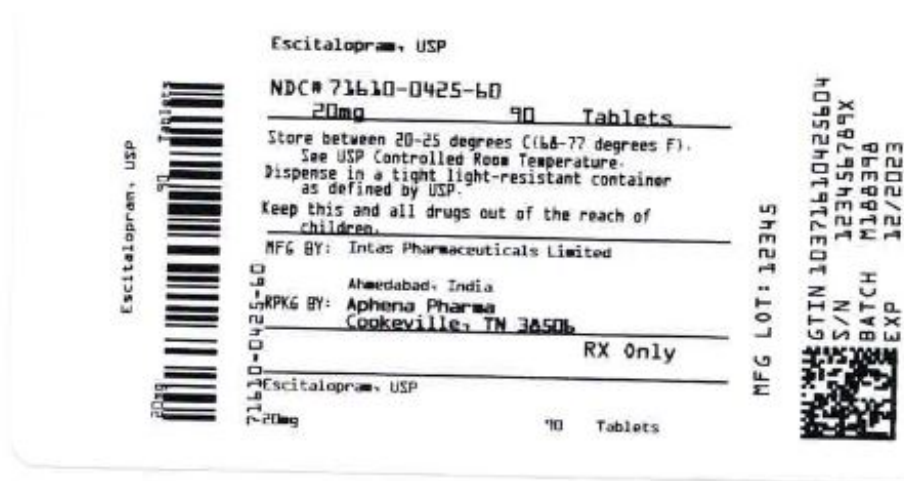 Escitalopram, USP
NDC# 71610-0425-60
20mg 90 Tablets
Store between 20-25 degrees C(68-77 degrees F).
See USP Controlled Room Temperature.
Dispense in a tight light-resistant container
as defined by USP.
Keep this and all drugs out of the reach of
children.
MFG BY: Intas Pharmaceuticals Limited
Ahmedabad, India
RPKG BY: Aphena Pharma
Cookeville, TN 38506
RX Only
Escitalopram, USP
20mg 90 Tablets
Escitalopram, USP
20mg 90 Tablets
71610-0425-60
MFG LOT: 12345
GTIN 10371610425604
S/N 123456789X
BATCH M188398
EXP 12/2023